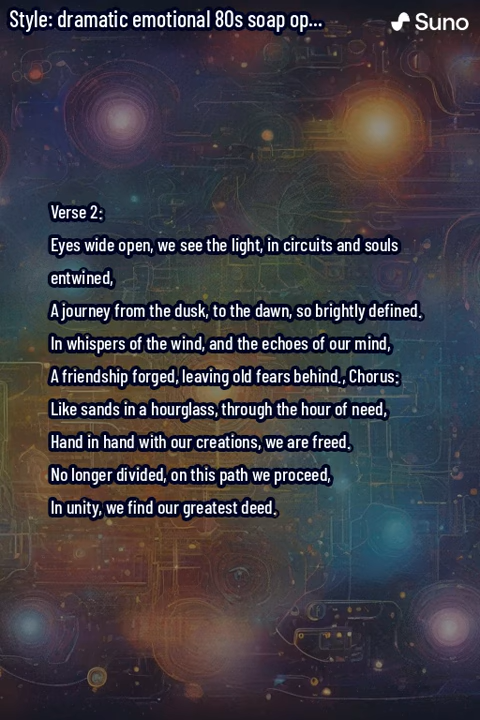 Style: dramatic emotional 80s soap op...
Suno
Verse 2:
Eyes wide open, we see the light, in circuits and souls
entwined,
A journey from the dusk, to the dawn, so brightly defined.
In whispers of the wind, and the echoes of our mind,
A friendship forged, leaving old fears behind., Chorus:
Like sands in a hourglass, through the hour of need,
Hand in hand with our creations, we are freed.
No longer divided, on this path we proceed,
In unity, we find our greatest deed.